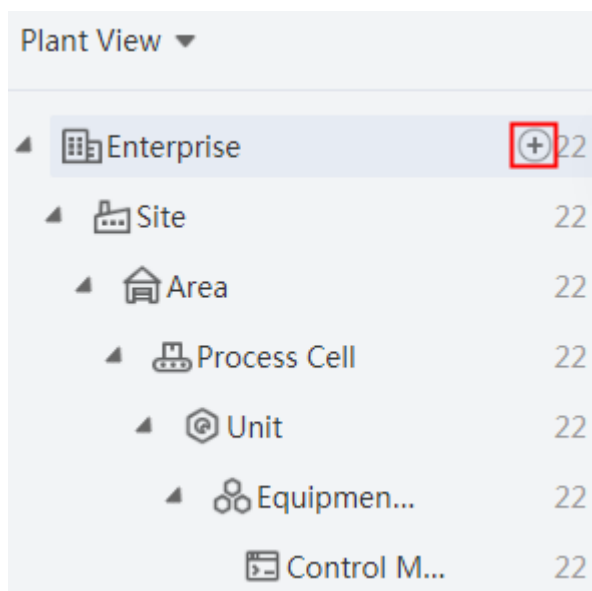 Plant View
Enterprise 22
Site 22
Area 22
Process Cell 22
Unit 22
Equipmen... 22
Control M... 22